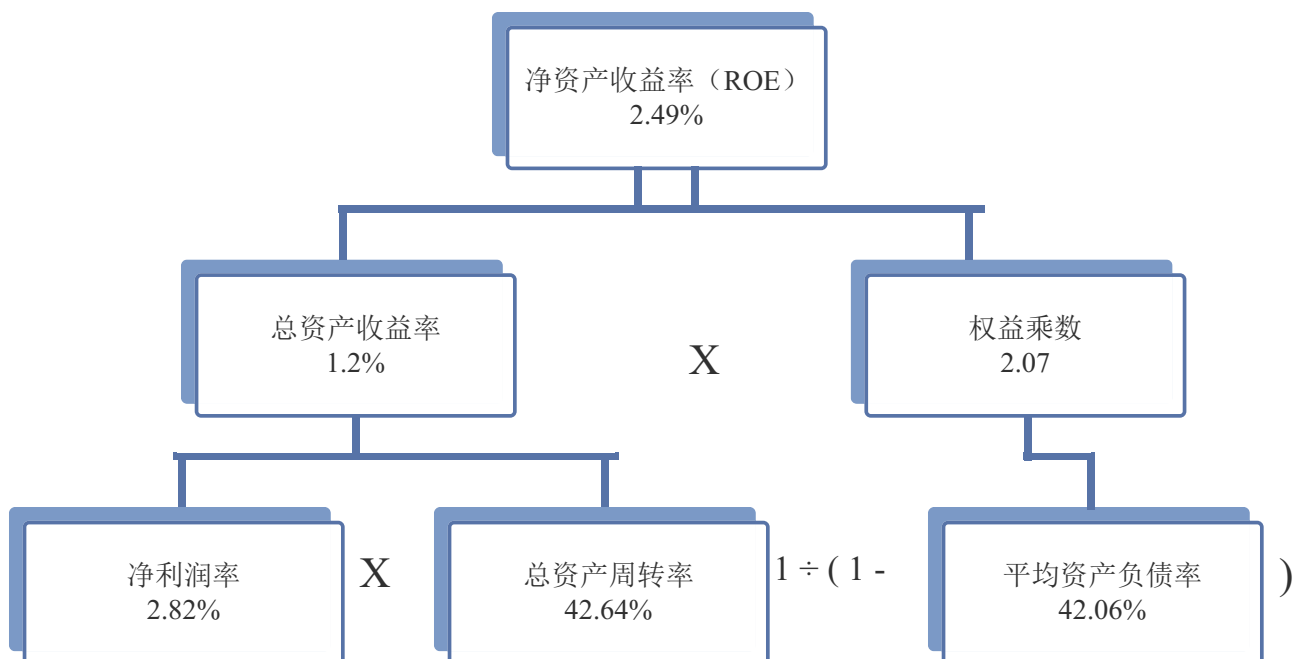 净资产收益率（ROE）
2.49%
总资产收益率
1.2%
X
权益乘数
2.07
净利润率
2.82%
X
总资产周转率
42.64%
1 ÷ ( 1 -
平均资产负债率
42.06%
)